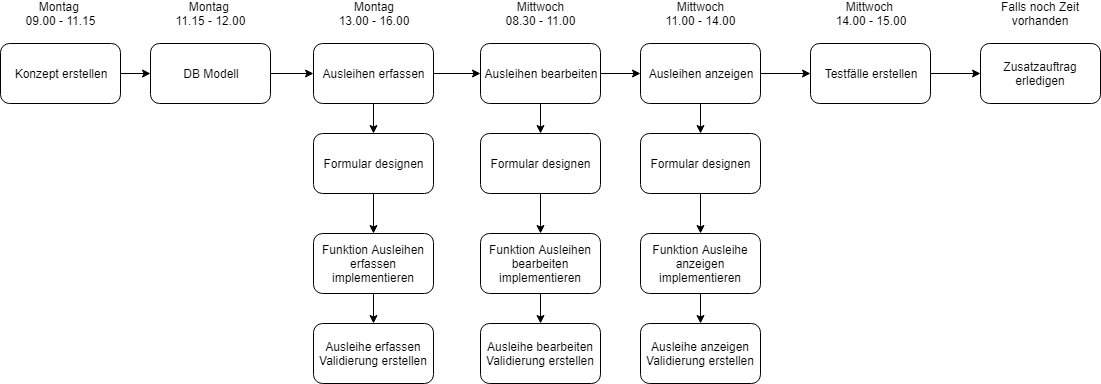 Montag
09.00 - 11.15
Montag
11.15 - 12.00
Montag
13.00 - 16.00
Mittwoch
08.30 - 11.00
Mittwoch
11.00 - 14.00
Mittwoch
14.00 - 15.00
Falls noch Zeit
vorhanden
Konzept erstellen
DB Modell
Ausleihen erfassen
Ausleihen bearbeiten
Ausleihen anzeigen
Testfälle erstellen
Zusatzauftrag
erledigen
Formular designen
Formular designen
Formular designen
Funktion Ausleihen
erfassen
implementieren
Funktion Ausleihen
bearbeiten
implementieren
Funktion Ausleihe
anzeigen
implementieren
Ausleihe erfassen
Validierung erstellen
Ausleihe bearbeiten
Validierung erstellen
Ausleihe anzeigen
Validierung erstellen